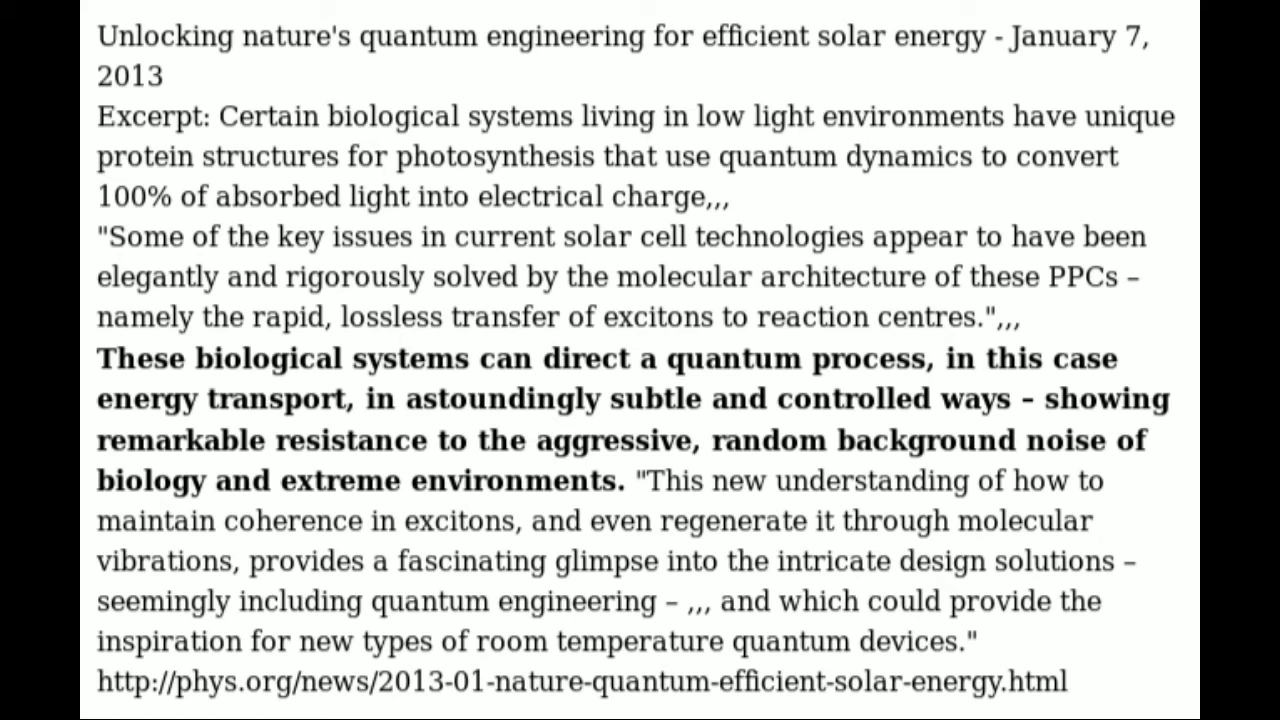 Unlocking nature's quantum engineering for efficient solar energy - January 7,
2013
Excerpt: Certain biological systems living in low light environments have unique
protein structures for photosynthesis that use quantum dynamics to convert
100% of absorbed light into electrical charge,,,
"Some of the key issues in current solar cell technologies appear to have been
elegantly and rigorously solved by the molecular architecture of these PPCs –
namely the rapid, lossless transfer of excitons to reaction centres.",,,
These biological systems can direct a quantum process, in this case
energy transport, in astoundingly subtle and controlled ways – showing
remarkable resistance to the aggressive, random background noise of
biology and extreme environments. "This new understanding of how to
maintain coherence in excitons, and even regenerate it through molecular
vibrations, provides a fascinating glimpse into the intricate design solutions –
seemingly including quantum engineering – ,,, and which could provide the
inspiration for new types of room temperature quantum devices."
http://phys.org/news/2013-01-nature-quantum-efficient-solar-energy.html